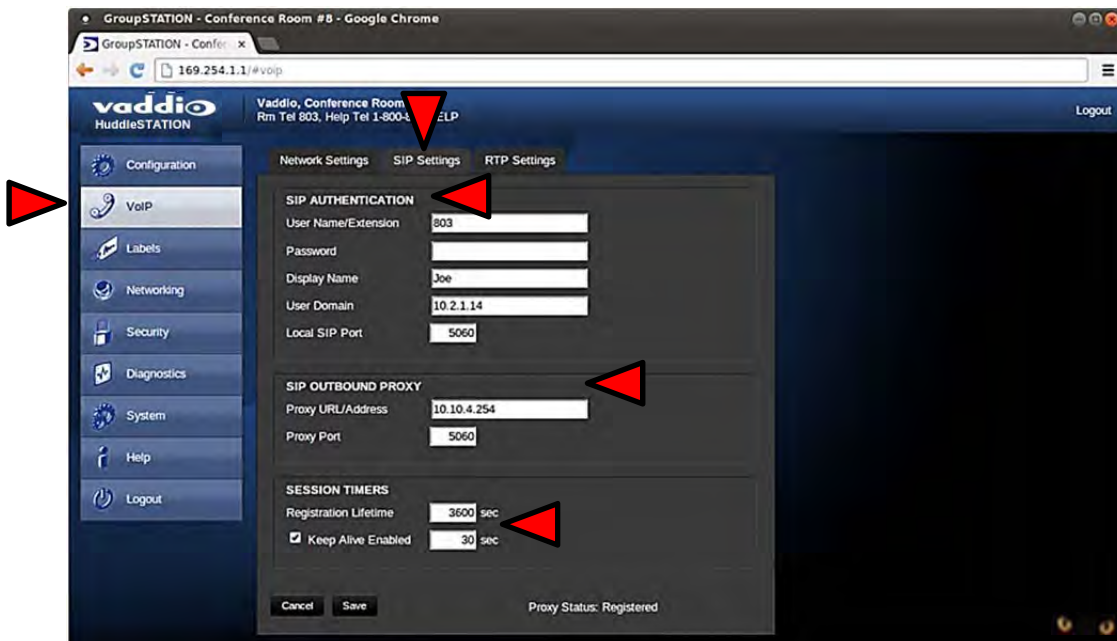 GroupSTATION - Conference Room #8 - Google Chrome
GroupSTATION - Confer
169.254.1.1/#voip
vaddio
HuddleSTATION
Vaddio, Conference Room
Rm Tel 803, Help Tel 1-800- ELP
Logout
Configuration
VoIP
Labels
Networking
Security
Diagnostics
System
Help
Logout
Network Settings SIP Settings RTP Settings
SIP AUTHENTICATION
User Name/Extension 803
Password
Display Name Joe
User Domain 10.2.1.14
Local SIP Port 5060
SIP OUTBOUND PROXY
Proxy URL/Address 10.10.4.254
Proxy Port 5060
SESSION TIMERS
Registration Lifetime 3600 sec
Keep Alive Enabled 30 sec
Cancel Save Proxy Status: Registered